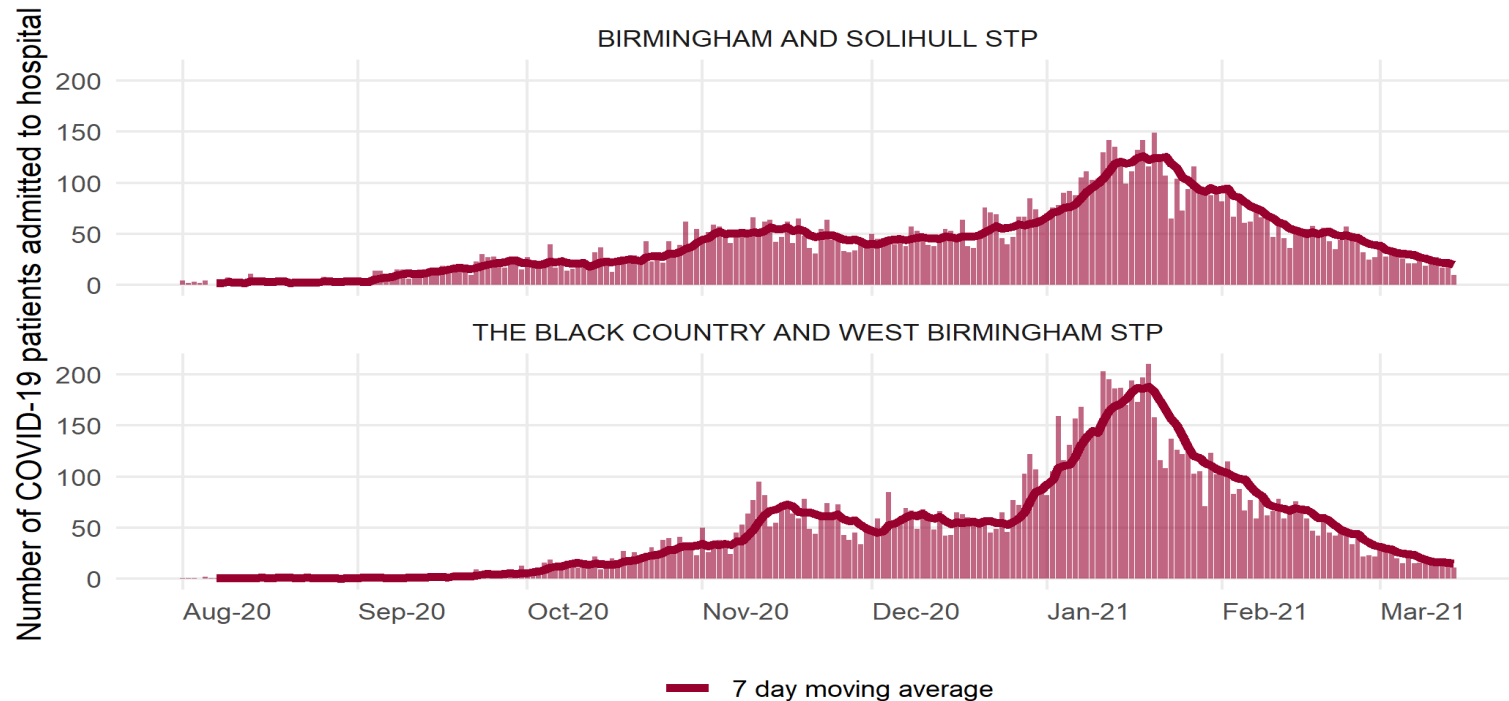 Number of COVID-19 patients admitted to hospital
BIRMINGHAM AND SOLIHULL STP
200
150
100
50
0
THE BLACK COUNTRY AND WEST BIRMINGHAM STP
200
150
100
50
0
Aug-20 Sep-20 Oct-20 Nov-20 Dec-20 Jan-21 Feb-21 Mar-21
7 day moving average